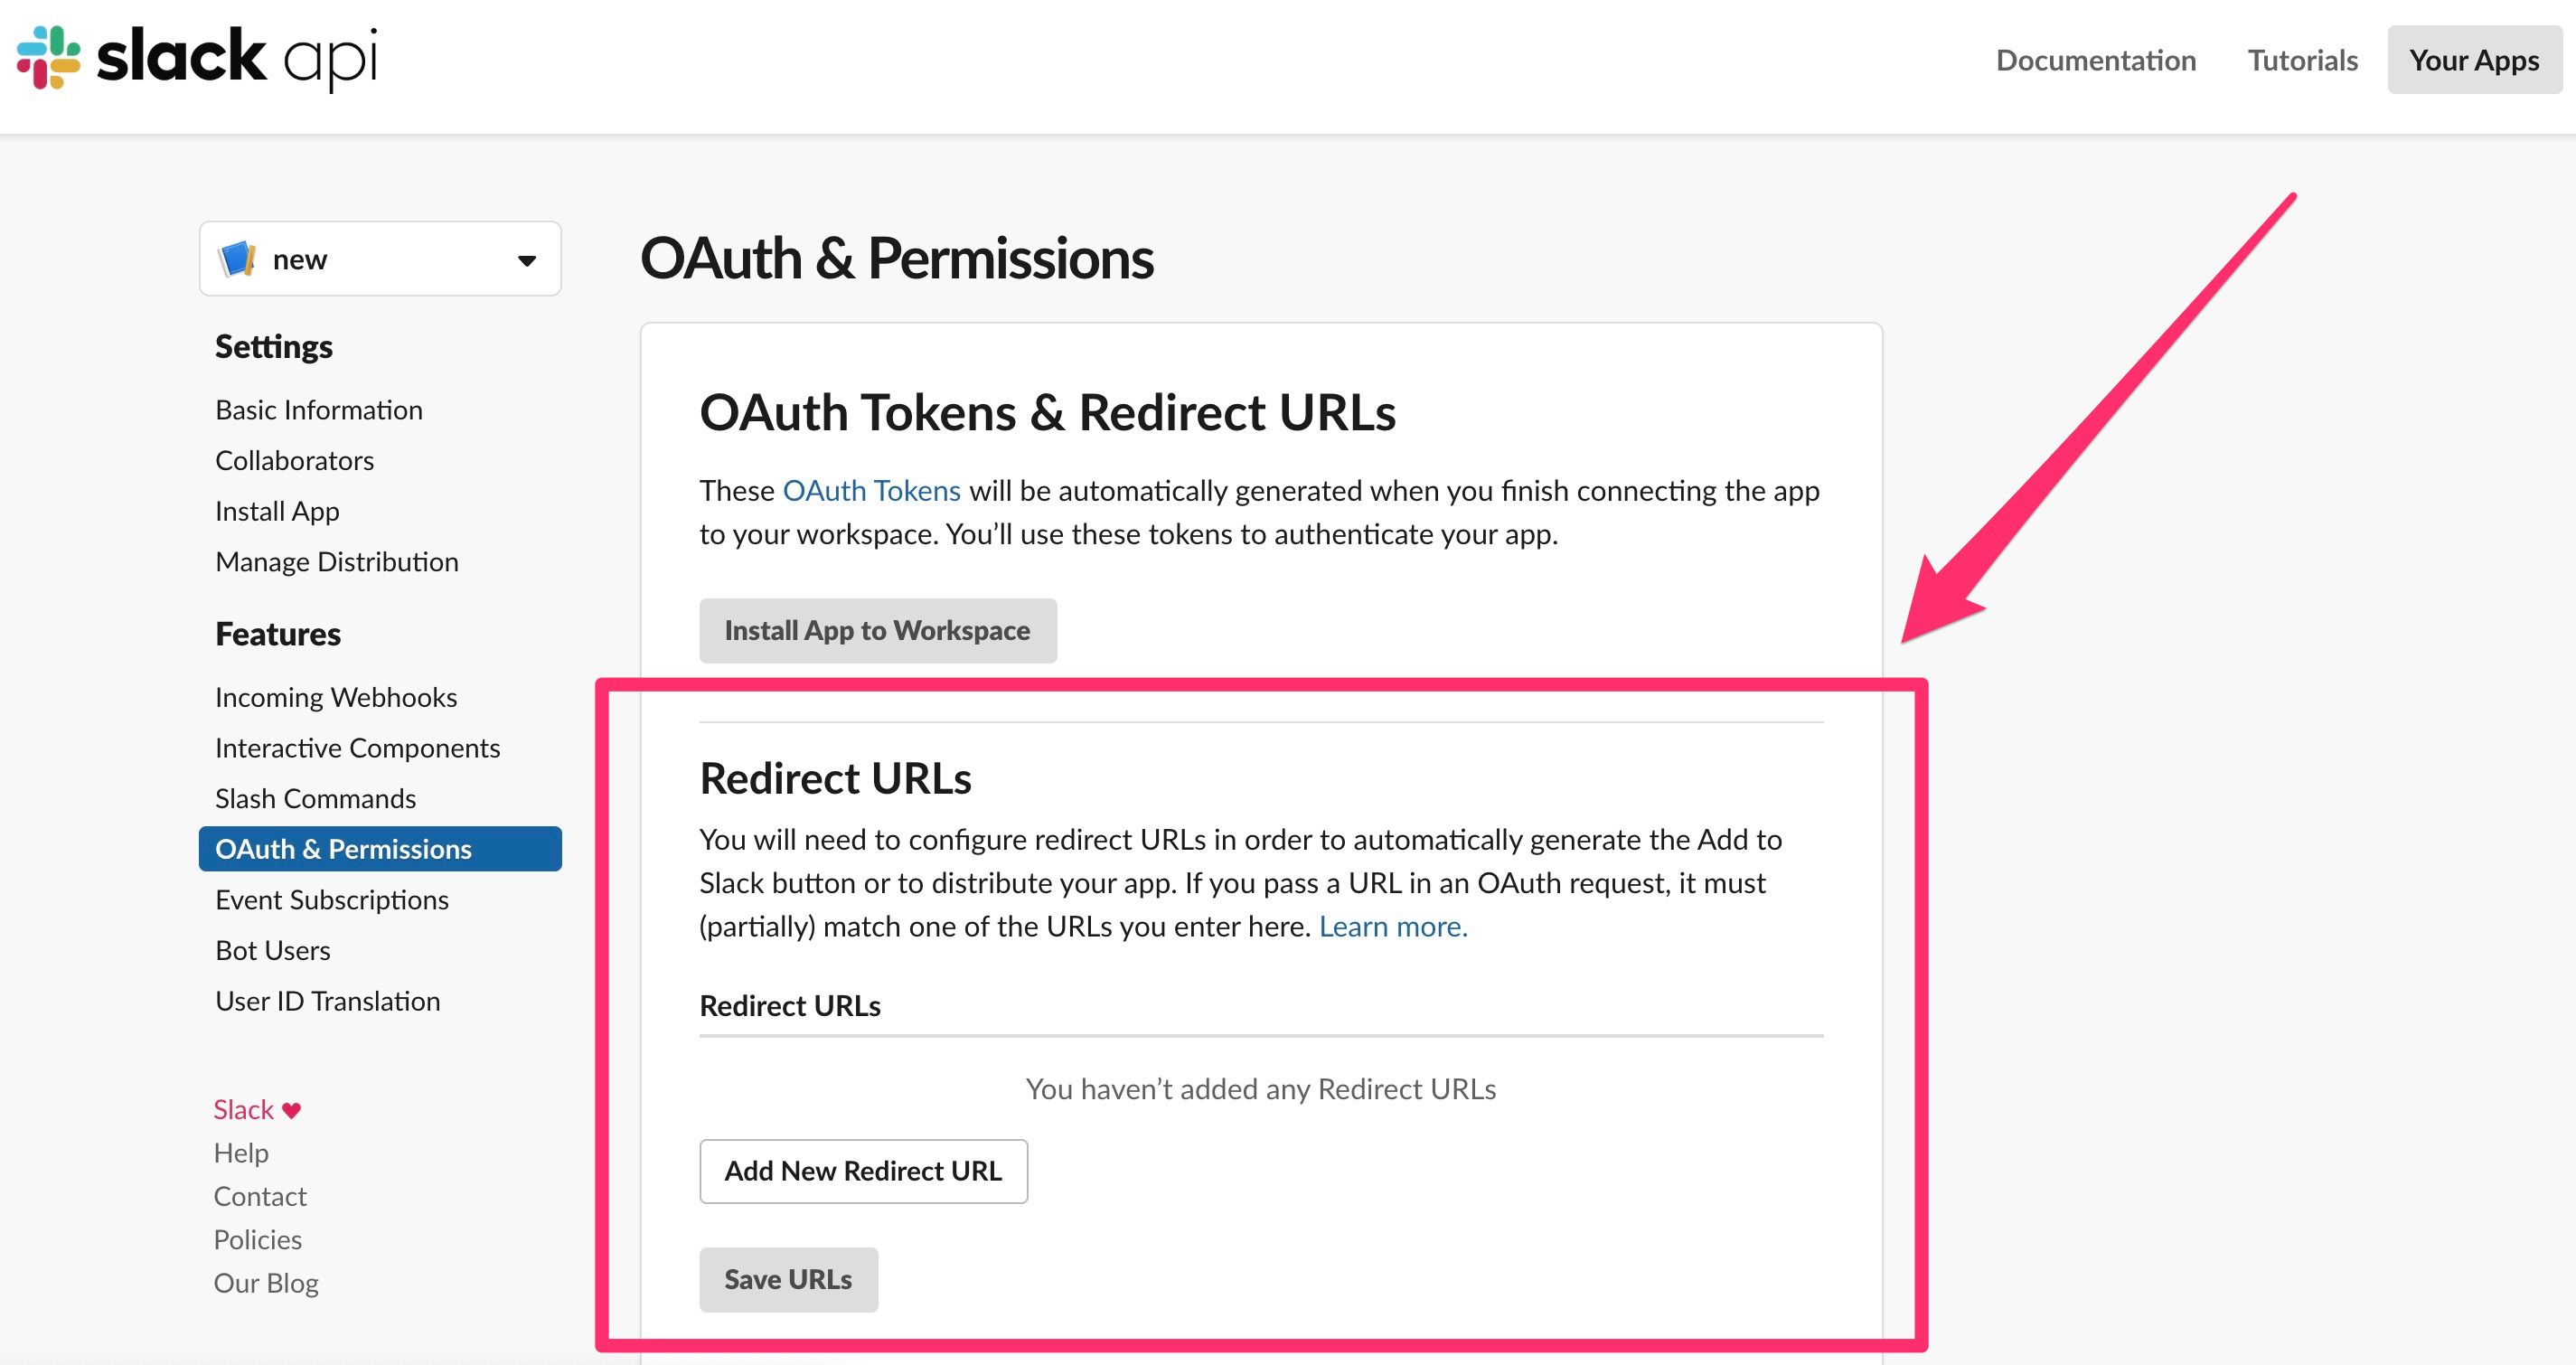 slack api
Documentation
Tutorials
Your Apps
new
Settings
Basic Information
Collaborators
Install App
Manage Distribution
Features
Incoming Webhooks
Interactive Components
Slash Commands
OAuth & Permissions
Event Subscriptions
Bot Users
User ID Translation
Slack ♥
Help
Contact
Policies
Our Blog
OAuth & Permissions
OAuth Tokens & Redirect URLs
These OAuth Tokens will be automatically generated when you finish connecting the app
to your workspace. You’ll use these tokens to authenticate your app.
Install App to Workspace
Redirect URLs
You will need to configure redirect URLs in order to automatically generate the Add to
Slack button or to distribute your app. If you pass a URL in an OAuth request, it must
(partially) match one of the URLs you enter here. Learn more.
Redirect URLs
You haven’t added any Redirect URLs
Add New Redirect URL
Save URLs